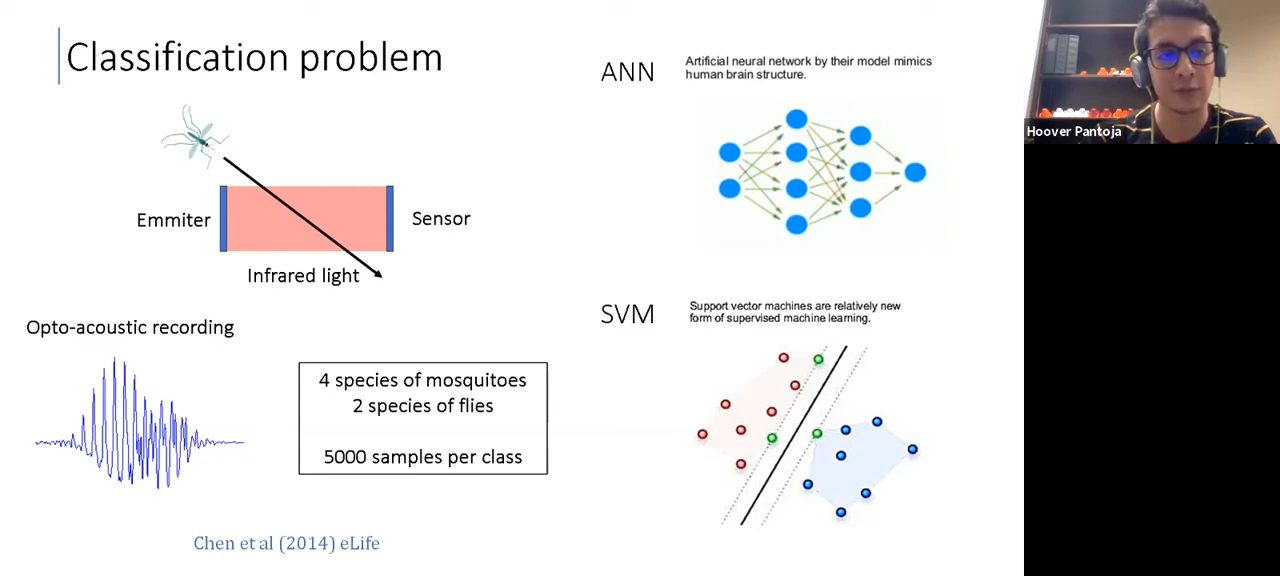 Classification problem
Emmiter
Sensor
Infrared light
Opto-acoustic recording
4 species of mosquitoes
2 species of flies
5000 samples per class
Chen et al (2014) eLife
ANN
Artificial neural network by their model mimics
human brain structure.
SVM
Support vector machines are relatively new
form of supervised machine learning.
Hoover Pantoja